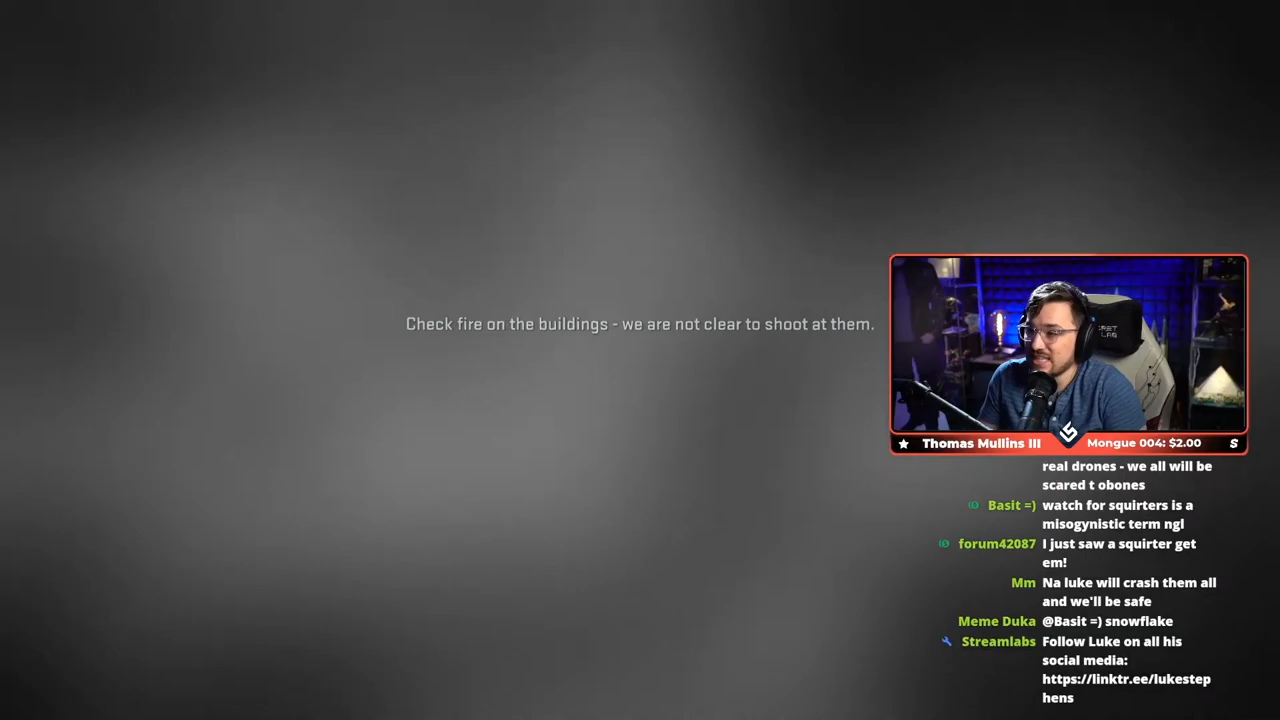 Check fire on the buildings - we are not clear to shoot at them.
Thomas Mullins III
Mongue 004: $2.00
real drones - we all will be
scared t obones
Basit =) watch for squirters is a
misogynistic term ngl
forum42087 I just saw a squirter get
em!
Mm Na luke will crash them all
and we'll be safe
Meme Duka @Basit =) snowflake
Streamlabs Follow Luke on all his
social media:
https://linktr.ee/lukestep
hens